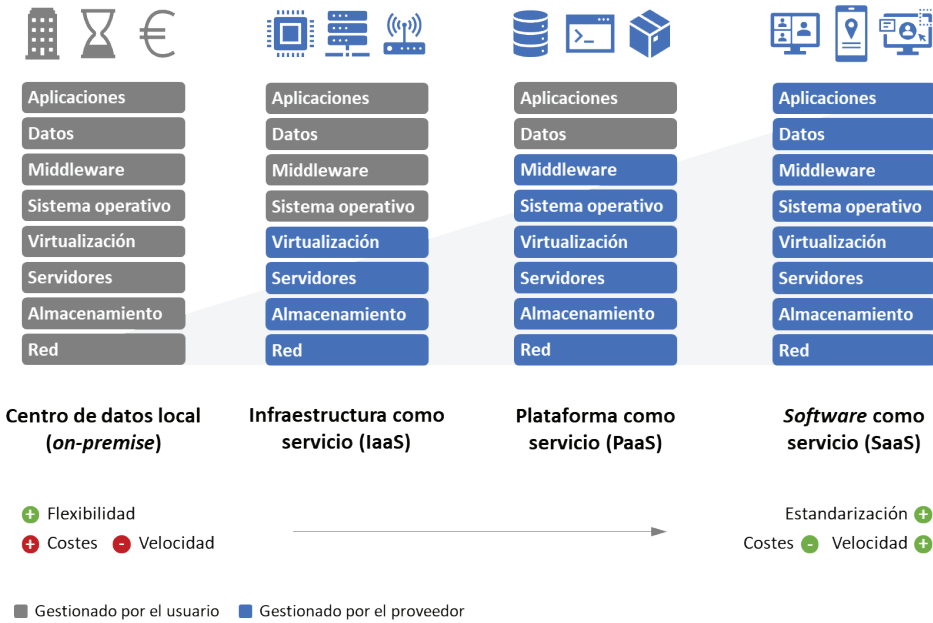 Aplicaciones
Datos
Middleware
Sistema operativo
Virtualización
Servidores
Almacenamiento
Red
Centro de datos local
(on-premise)
Aplicaciones
Datos
Middleware
Sistema operativo
Virtualización
Servidores
Almacenamiento
Red
Infraestructura como
servicio (IaaS)
Aplicaciones
Datos
Middleware
Sistema operativo
Virtualización
Servidores
Almacenamiento
Red
Plataforma como
servicio (PaaS)
Aplicaciones
Datos
Middleware
Sistema operativo
Virtualización
Servidores
Almacenamiento
Red
Software como
servicio (SaaS)
+ Flexibilidad
+ Costes - Velocidad
Estandarización +
Costes - Velocidad +
Gestionado por el usuario
Gestionado por el proveedor